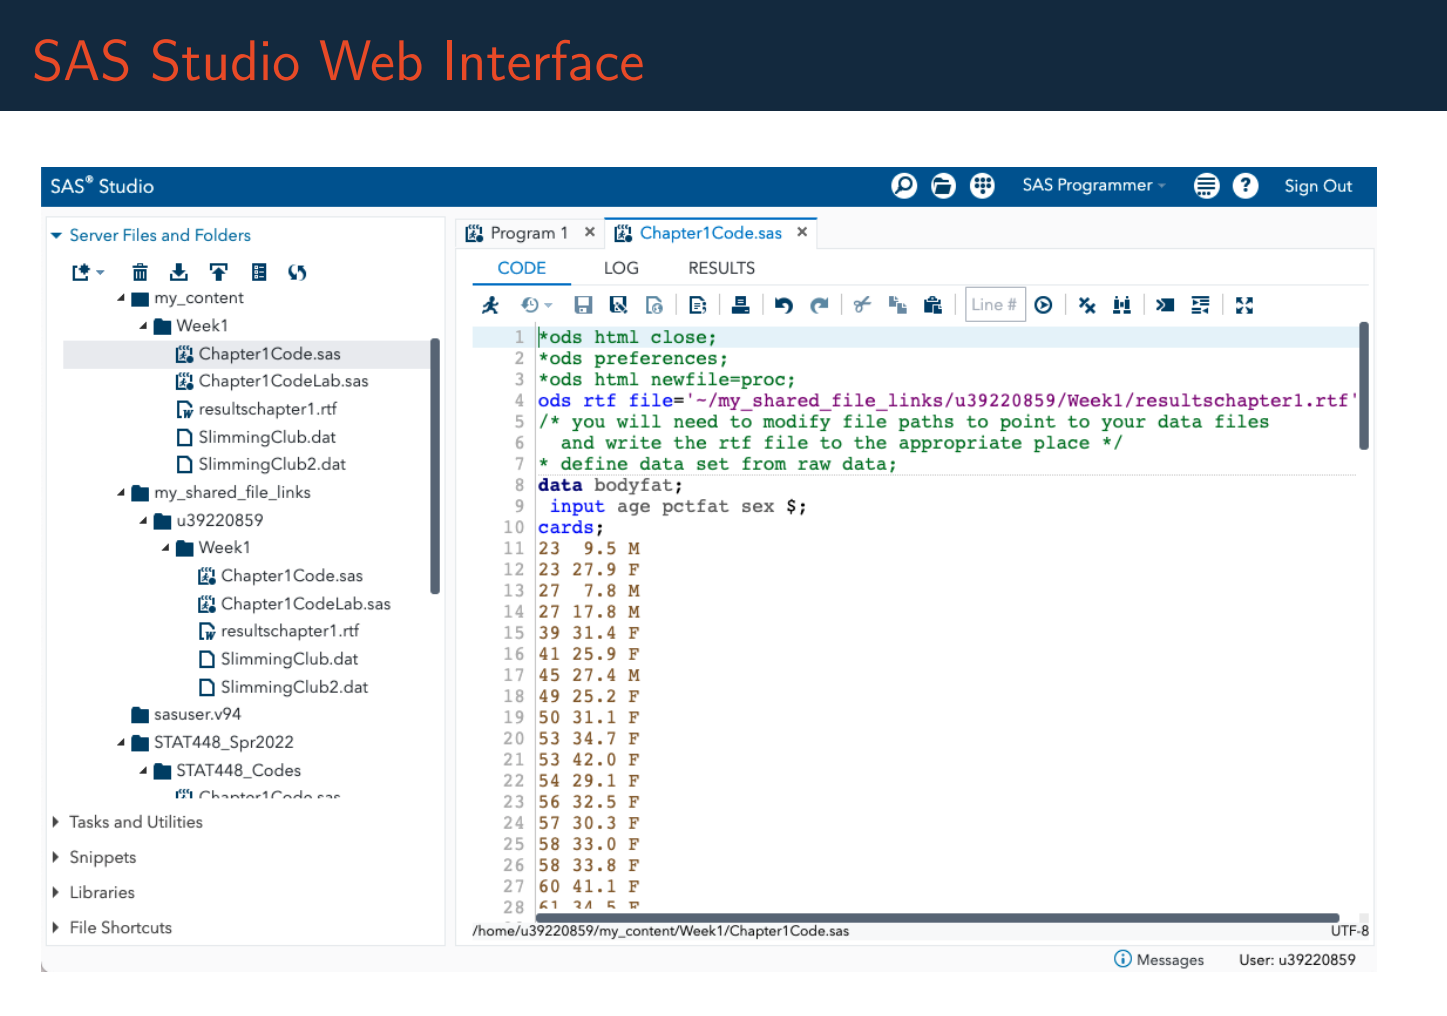 SAS Studio Web Interface
SAS® Studio
SAS Programmer
Sign Out
Server Files and Folders
my_content
Week1
Chapter1Code.sas
Chapter1CodeLab.sas
resultschapter1.rtf
SlimmingClub.dat
SlimmingClub2.dat
my_shared_file_links
u39220859
Week1
Chapter1Code.sas
Chapter1CodeLab.sas
resultschapter1.rtf
SlimmingClub.dat
SlimmingClub2.dat
sasuser.v94
STAT448_Spr2022
STAT448_Codes
Chapter1Code.sas
Tasks and Utilities
Snippets
Libraries
File Shortcuts
Program 1 × Chapter1Code.sas ×
CODE LOG RESULTS
Line #
1 *ods html close;
2 *ods preferences;
3 *ods html newfile=proc;
4 ods rtf file='~/my_shared_file_links/u39220859/Week1/resultschapter1.rtf'
5 /* you will need to modify file paths to point to your data files
6 and write the rtf file to the appropriate place */
7 * define data set from raw data;
8 data bodyfat;
9 input age pctfat sex $;
10 cards;
11 23 9.5 M
12 23 27.9 F
13 27 7.8 M
14 27 17.8 M
15 39 31.4 F
16 41 25.9 F
17 45 27.4 M
18 49 25.2 F
19 50 31.1 F
20 53 34.7 F
21 53 42.0 F
22 54 29.1 F
23 56 32.5 F
24 57 30.3 F
25 58 33.0 F
26 58 33.8 F
27 60 41.1 F
28 61 34.5 F
/home/u39220859/my_content/Week1/Chapter1Code.sas
UTF-8
Messages
User: u39220859